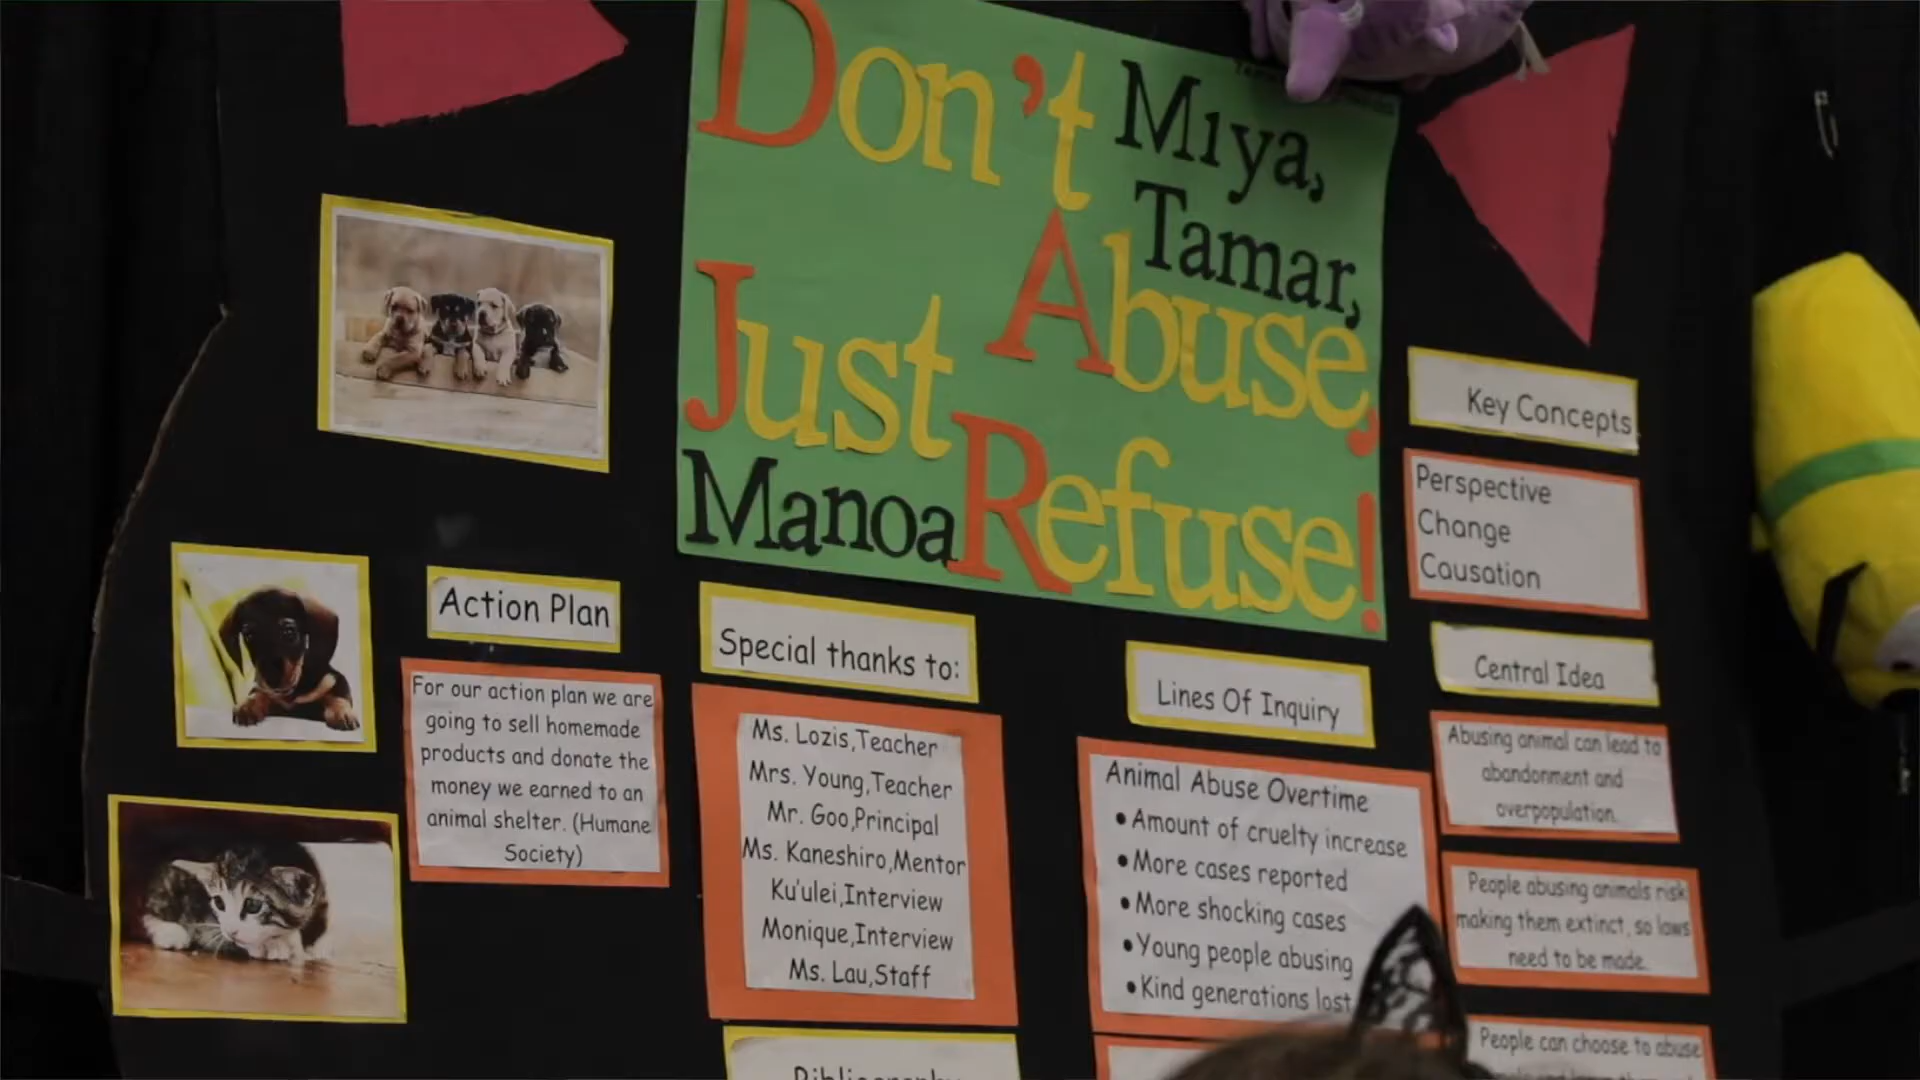 Don't
Abuse,
Just
Refuse!
Miya,
Tamar,
Manoa
Action Plan
For our action plan we are
going to sell homemade
products and donate the
money we earned to an
animal shelter. (Humane
Society)
Special thanks to:
Ms. Lozis,Teacher
Mrs. Young,Teacher
Mr. Goo,Principal
Ms. Kaneshiro,Mentor
Ku'ulei,Interview
Monique,Interview
Ms. Lau,Staff
Lines Of Inquiry
Animal Abuse Overtime
•Amount of cruelty increase
•More cases reported
•More shocking cases
•Young people abusing
•Kind generations lost
Key Concepts
Perspective
Change
Causation
Central Idea
Abusing animal can lead to
abandonment and
overpopulation.
People abusing animals risk
making them extinct, so laws
need to be made.
People can choose to abuse